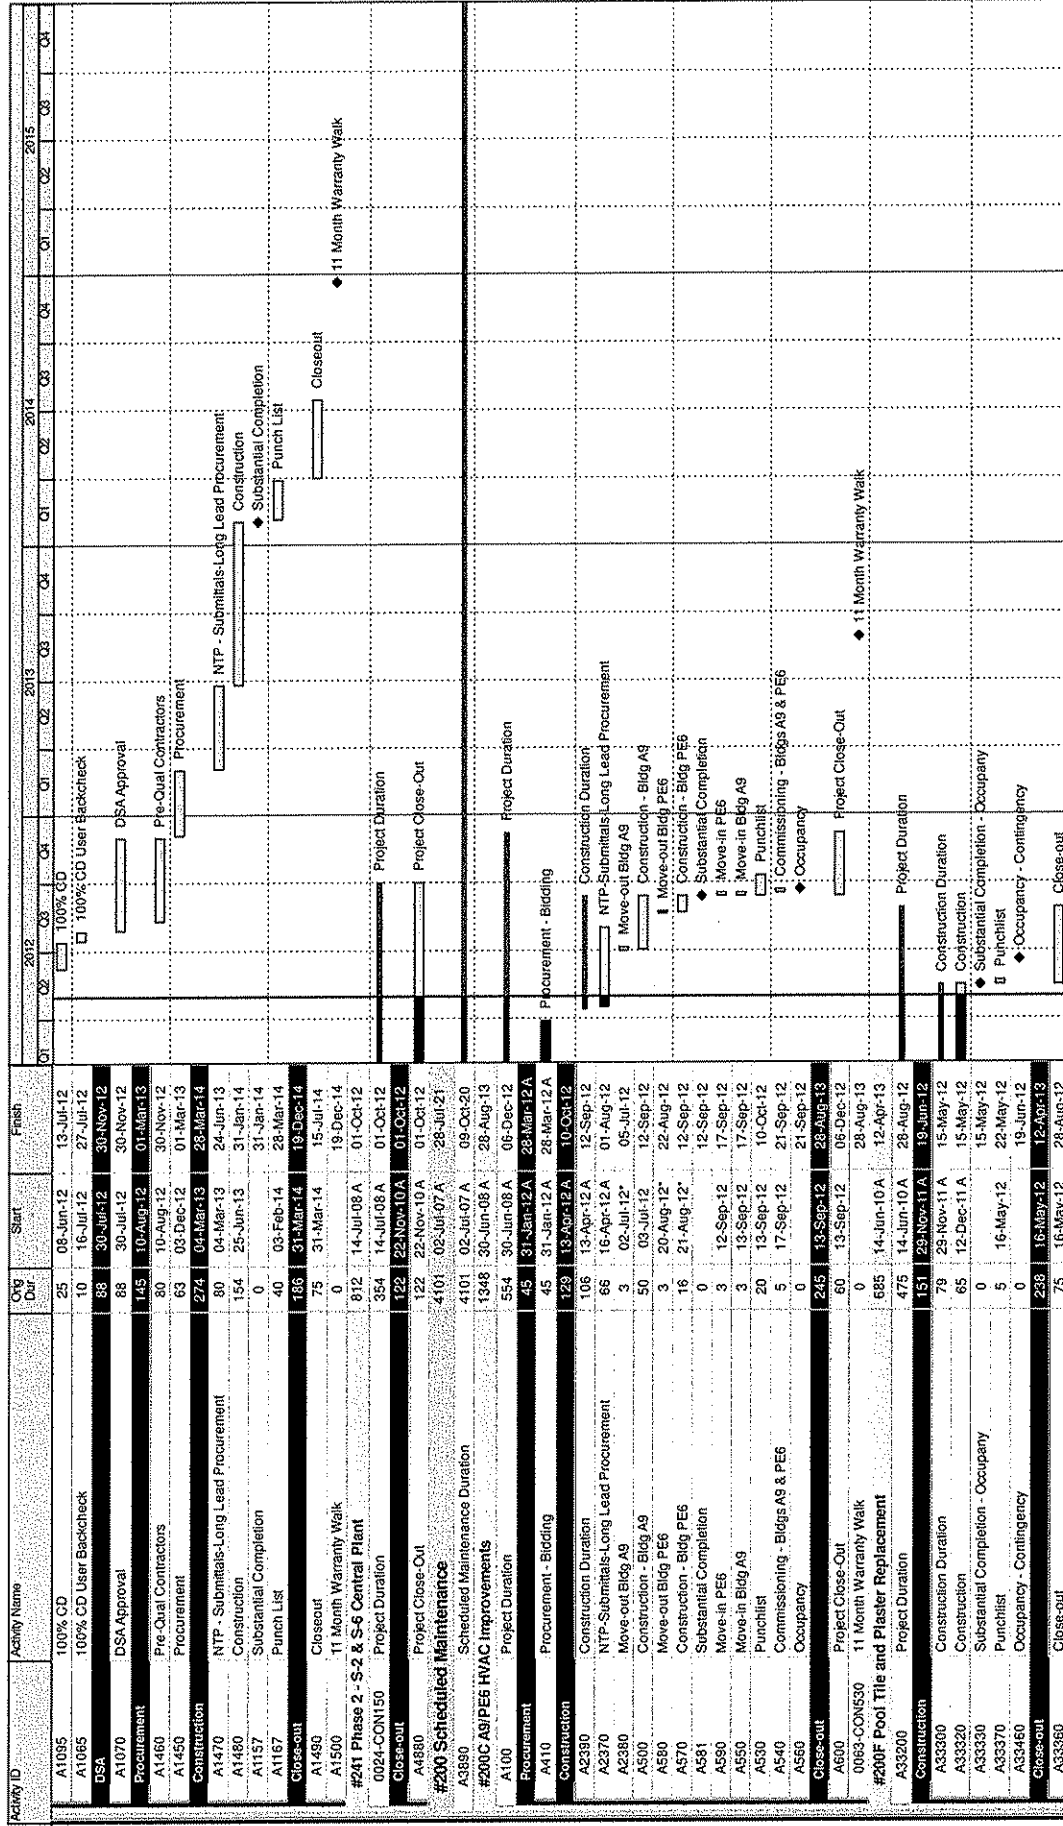 Activity ID Activity Name Orig Dur Start Finish 2012 2013 2014 2015
Q1 Q2 Q3 Q4 Q1 Q2 Q3 Q4 Q1 Q2 Q3 Q4 Q1 Q2 Q3 Q4
A1095 100% CD 25 08-Jun-12 13-Jul-12 100% CD
A1065 100% CD User Backcheck 10 16-Jul-12 27-Jul-12 100% CD User Backcheck
DSA 88 30-Jul-12 30-Nov-12
A1070 DSA Approval 88 30-Jul-12 30-Nov-12 DSA Approval
Procurement 145 10-Aug-12 01-Mar-13
A1460 Pre-Qual Contractors 80 10-Aug-12 30-Nov-12 Pre-Qual Contractors
A1450 Procurement 63 03-Dec-12 01-Mar-13 Procurement
Construction 274 04-Mar-13 28-Mar-14
A1470 NTP - Submittals-Long Lead Procurement 80 04-Mar-13 24-Jun-13 NTP - Submittals-Long Lead Procurement
A1480 Construction 154 25-Jun-13 31-Jan-14 Construction
A1157 Substantial Completion 0 31-Jan-14 Substantial Completion
A1167 Punch List 40 03-Feb-14 28-Mar-14 Punch List
Close-out 186 31-Mar-14 19-Dec-14
A1490 Closeout 75 31-Mar-14 15-Jul-14 Closeout
A1500 11 Month Warranty Walk 0 19-Dec-14 11 Month Warranty Walk
#241 Phase 2 - S-2 & S-6 Central Plant 812 14-Jul-08 A 01-Oct-12
0024-CON150 Project Duration 354 14-Jul-08 A 01-Oct-12 Project Duration
Close-out 122 22-Nov-10 A 01-Oct-12
A4880 Project Close-Out 122 22-Nov-10 A 01-Oct-12 Project Close-Out
#200 Scheduled Maintenance 4101 02-Jul-07 A 28-Jul-21
A3890 Scheduled Maintenance Duration 4101 02-Jul-07 A 09-Oct-20
#200C A9/PE6 HVAC Improvements 1348 30-Jun-08 A 28-Aug-13
A100 Project Duration 554 30-Jun-08 A 06-Dec-12 Project Duration
Procurement 45 31-Jan-12 A 28-Mar-12 A
A410 Procurement - Bidding 45 31-Jan-12 A 28-Mar-12 A Procurement - Bidding
Construction 129 13-Apr-12 A 10-Oct-12
A2390 Construction Duration 106 13-Apr-12 A 12-Sep-12 Construction Duration
A2370 NTP-Submittals-Long Lead Procurement 66 16-Apr-12 A 01-Aug-12 NTP-Submittals-Long Lead Procurement
A2380 Move-out Bldg A9 3 02-Jul-12* 05-Jul-12 Move-out Bldg A9
A500 Construction - Bldg A9 50 03-Jul-12 12-Sep-12 Construction - Bldg A9
A580 Move-out Bldg PE6 3 20-Aug-12* 22-Aug-12 Move-out Bldg PE6
A570 Construction - Bldg PE6 16 21-Aug-12* 12-Sep-12 Construction - Bldg PE6
A581 Substantial Completion 0 12-Sep-12 Substantial Completion
A590 Move-in PE6 3 12-Sep-12 17-Sep-12 Move-in PE6
A550 Move-in Bldg A9 3 13-Sep-12 17-Sep-12 Move-in Bldg A9
A530 Punchlist 20 13-Sep-12 10-Oct-12 Punchlist
A540 Commissioning - Bldgs A9 & PE6 5 17-Sep-12 21-Sep-12 Commissioning - Bldgs A9 & PE6
A560 Occupancy 0 21-Sep-12 Occupancy
Close-out 245 13-Sep-12 28-Aug-13
A600 Project Close-Out 60 13-Sep-12 06-Dec-12 Project Close-Out
0063-CON530 11 Month Warranty Walk 0 28-Aug-13 11 Month Warranty Walk
#200F Pool Tile and Plaster Replacement 685 14-Jun-10 A 12-Apr-13
A33200 Project Duration 475 14-Jun-10 A 28-Aug-12 Project Duration
Construction 151 29-Nov-11 A 19-Jun-12
A33300 Construction Duration 79 29-Nov-11 A 15-May-12 Construction Duration
A33320 Construction 65 12-Dec-11 A 15-May-12 Construction
A33330 Substantial Completion - Occupany 0 15-May-12 Substantial Completion - Occupany
A33370 Punchlist 5 16-May-12 22-May-12 Punchlist
A33460 Occupancy - Contingency 0 19-Jun-12 Occupancy - Contingency
Close-out 238 16-May-12 12-Apr-13
A33360 Close-out 75 16-May-12 28-Aug-12 Close-out